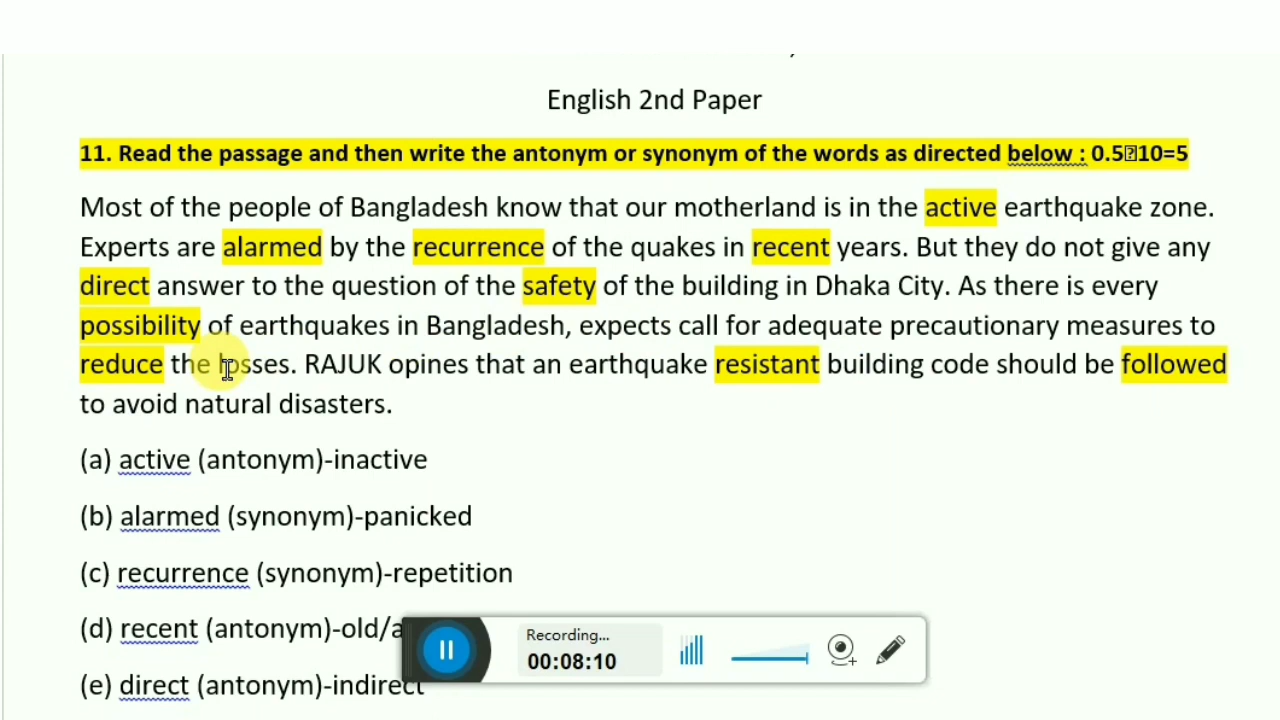 English 2nd Paper
11. Read the passage and then write the antonym or synonym of the words as directed below : 0.5⍰10=5
Most of the people of Bangladesh know that our motherland is in the active earthquake zone.
Experts are alarmed by the recurrence of the quakes in recent years. But they do not give any
direct answer to the question of the safety of the building in Dhaka City. As there is every
possibility of earthquakes in Bangladesh, expects call for adequate precautionary measures to
reduce the losses. RAJUK opines that an earthquake resistant building code should be followed
to avoid natural disasters.
(a) active (antonym)-inactive
(b) alarmed (synonym)-panicked
(c) recurrence (synonym)-repetition
(d) recent (antonym)-old/a
Recording...
00:08:10
(e) direct (antonym)-indirect